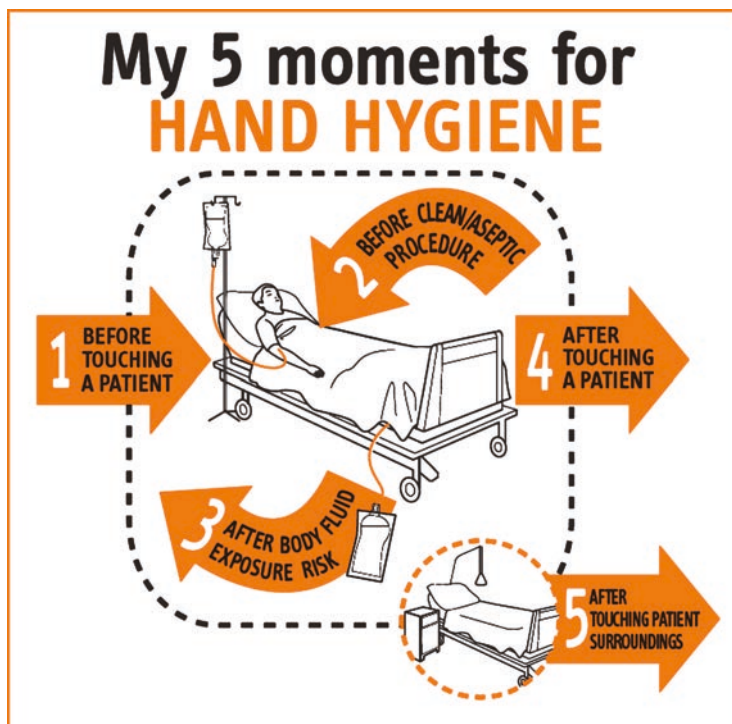 My 5 moments for
HAND HYGIENE
1
BEFORE
TOUCHING
A PATIENT
2
BEFORE CLEAN/ASEPTIC
PROCEDURE
3
AFTER BODY FLUID
EXPOSURE RISK
4
AFTER
TOUCHING
A PATIENT
5
AFTER
TOUCHING PATIENT
SURROUNDINGS